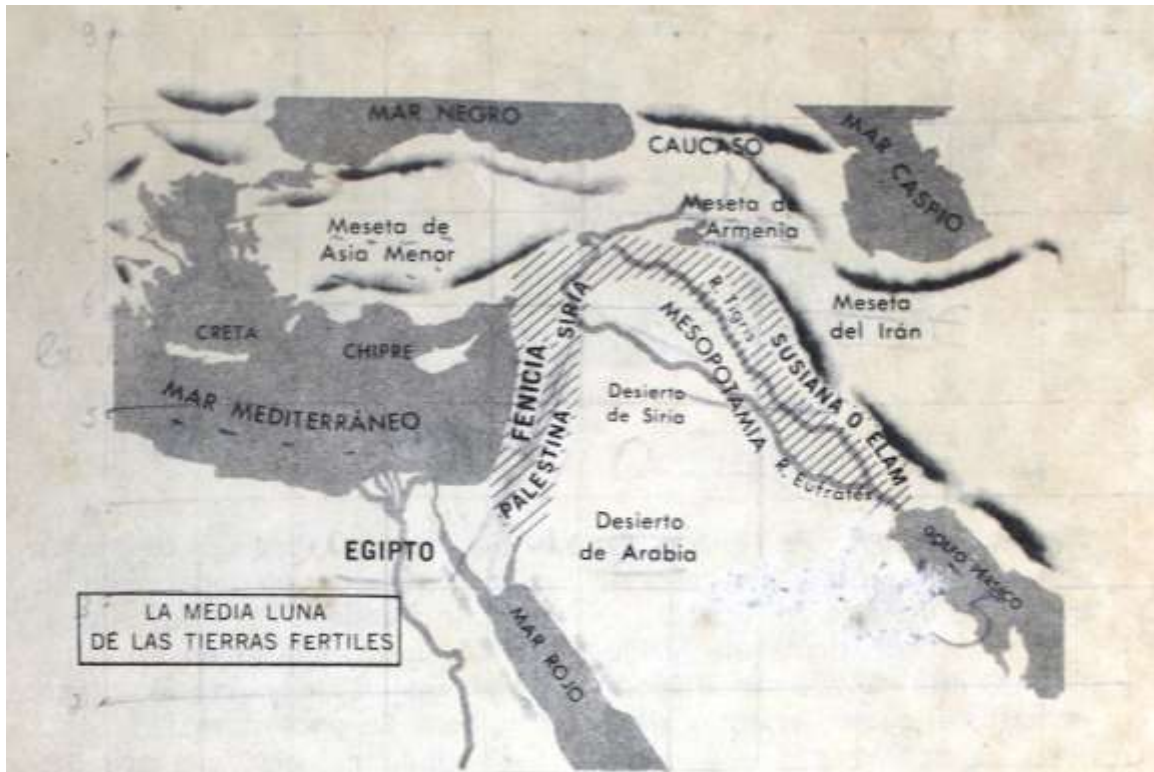 MAR NEGRO
CAUCASO
MAR CASPIO
Meseta de
Armenia
Meseta de
Asia Menor
Meseta
del Irán
R. Tigris
SIRIA
MESOPOTAMIA
SUSIANA O ELAM
CRETA
CHIPRE
FENICIA
PALESTINA
Desierto
de Siria
MAR MEDITERRÁNEO
R. Eufrates
EGIPTO
Desierto
de Arabia
LA MEDIA LUNA
DE LAS TIERRAS FERTILES
MAR ROJO